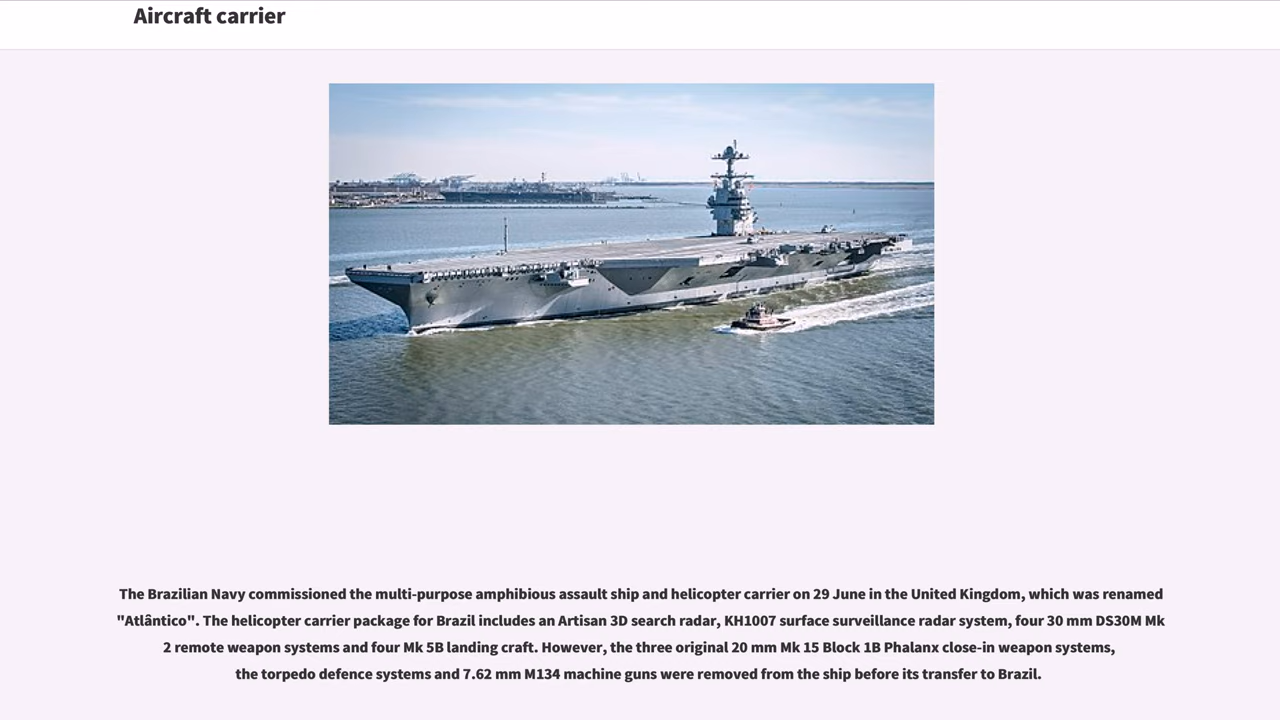 Aircraft carrier
The Brazilian Navy commissioned the multi-purpose amphibious assault ship and helicopter carrier on 29 June in the United Kingdom, which was renamed
"Atlântico". The helicopter carrier package for Brazil includes an Artisan 3D search radar, KH1007 surface surveillance radar system, four 30 mm DS30M Mk
2 remote weapon systems and four Mk 5B landing craft. However, the three original 20 mm Mk 15 Block 1B Phalanx close-in weapon systems,
the torpedo defence systems and 7.62 mm M134 machine guns were removed from the ship before its transfer to Brazil.